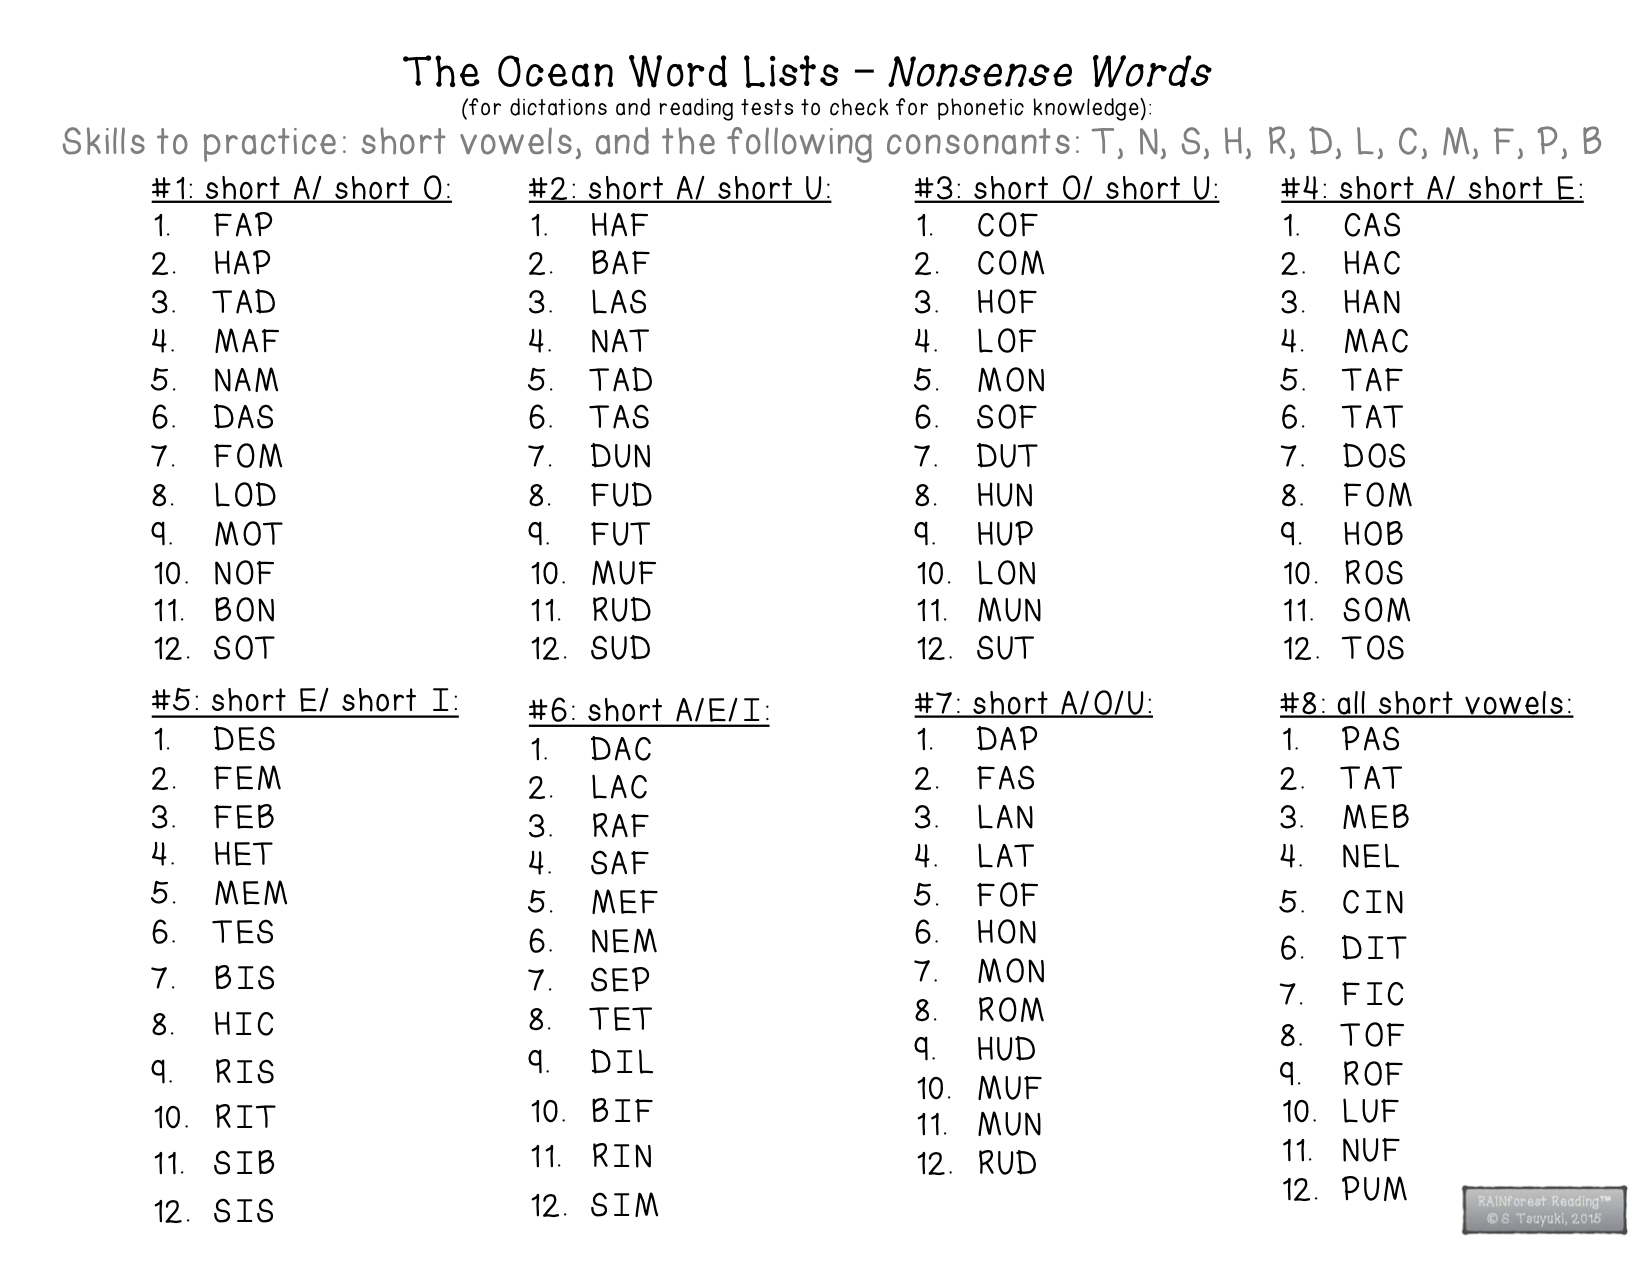 The Ocean Word Lists – Nonsense Words
(for dictations and reading tests to check for phonetic knowledge):
Skills to practice: short vowels, and the following consonants: T, N, S, H, R, D, L, C, M, F, P, B
#1: short A/ short O:
1. FAP
2. HAP
3. TAD
4. MAF
5. NAM
6. DAS
7. FOM
8. LOD
9. MOT
10. NOF
11. BON
12. SOT
#2: short A/ short U:
1. HAF
2. BAF
3. LAS
4. NAT
5. TAD
6. TAS
7. DUN
8. FUD
9. FUT
10. MUF
11. RUD
12. SUD
#3: short O/ short U:
1. COF
2. COM
3. HOF
4. LOF
5. MON
6. SOF
7. DUT
8. HUN
9. HUP
10. LON
11. MUN
12. SUT
#4: short A/ short E:
1. CAS
2. HAC
3. HAN
4. MAC
5. TAF
6. TAT
7. DOS
8. FOM
9. HOB
10. ROS
11. SOM
12. TOS
#5: short E/ short I:
1. DES
2. FEM
3. FEB
4. HET
5. MEM
6. TES
7. BIS
8. HIC
9. RIS
10. RIT
11. SIB
12. SIS
#6: short A/E/I:
1. DAC
2. LAC
3. RAF
4. SAF
5. MEF
6. NEM
7. SEP
8. TET
9. DIL
10. BIF
11. RIN
12. SIM
#7: short A/O/U:
1. DAP
2. FAS
3. LAN
4. LAT
5. FOF
6. HON
7. MON
8. ROM
9. HUD
10. MUF
11. MUN
12. RUD
#8: all short vowels:
1. PAS
2. TAT
3. MEB
4. NEL
5. CIN
6. DIT
7. FIC
8. TOF
9. ROF
10. LUF
11. NUF
12. PUM
RAINforest Reading™
© S. Tsuyuki, 2015